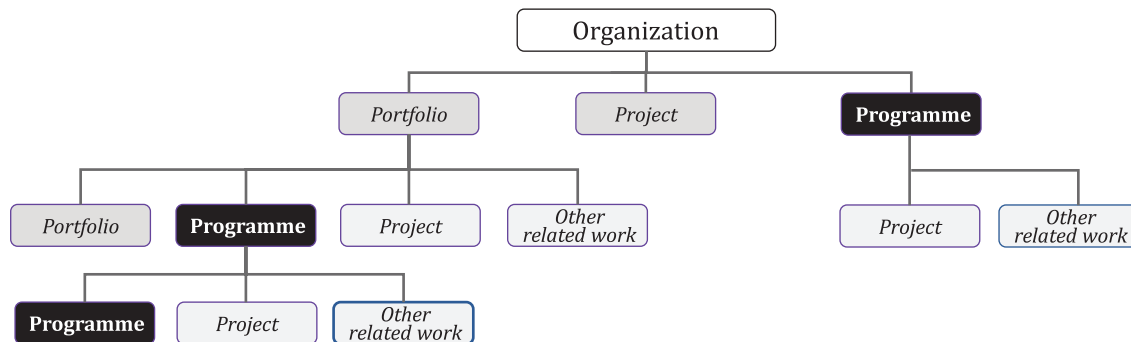 Organization
Portfolio
Project
Programme
Portfolio
Programme
Project
Other
related work
Project
Other
related work
Programme
Project
Other
related work